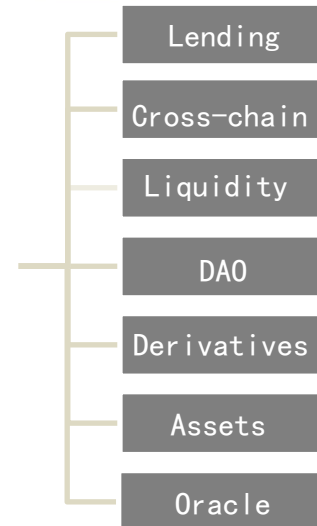 Lending
Cross-chain
Liquidity
DAO
Derivatives
Assets
Oracle